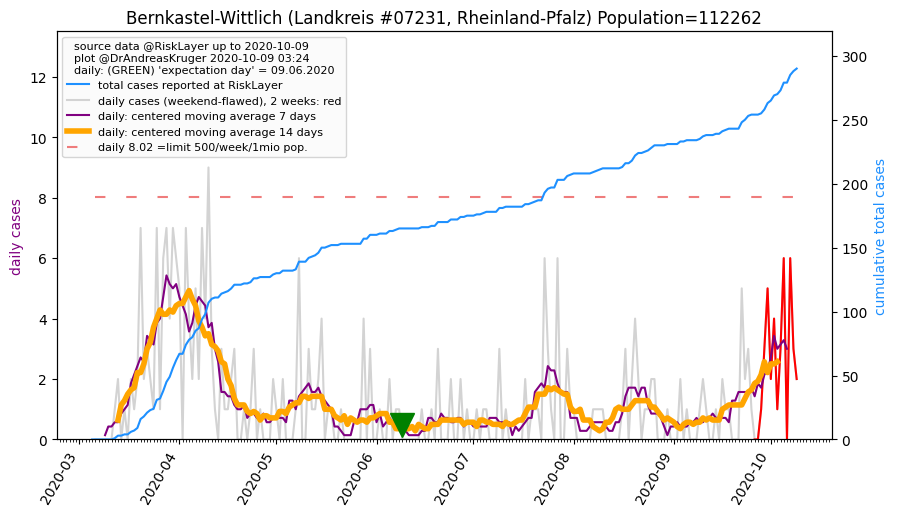 Bernkastel-Wittlich (Landkreis #07231, Rheinland-Pfalz) Population=112262
source data @RiskLayer up to 2020-10-09
plot @DrAndreasKruger 2020-10-09 03:24
daily: (GREEN) 'expectation day' = 09.06.2020
total cases reported at RiskLayer
daily cases (weekend-flawed), 2 weeks: red
daily: centered moving average 7 days
daily: centered moving average 14 days
daily 8.02 =limit 500/week/1mio pop.
daily cases
0
2
4
6
8
10
12
cumulative total cases
0
50
100
150
200
250
300
2020-03
2020-04
2020-05
2020-06
2020-07
2020-08
2020-09
2020-10